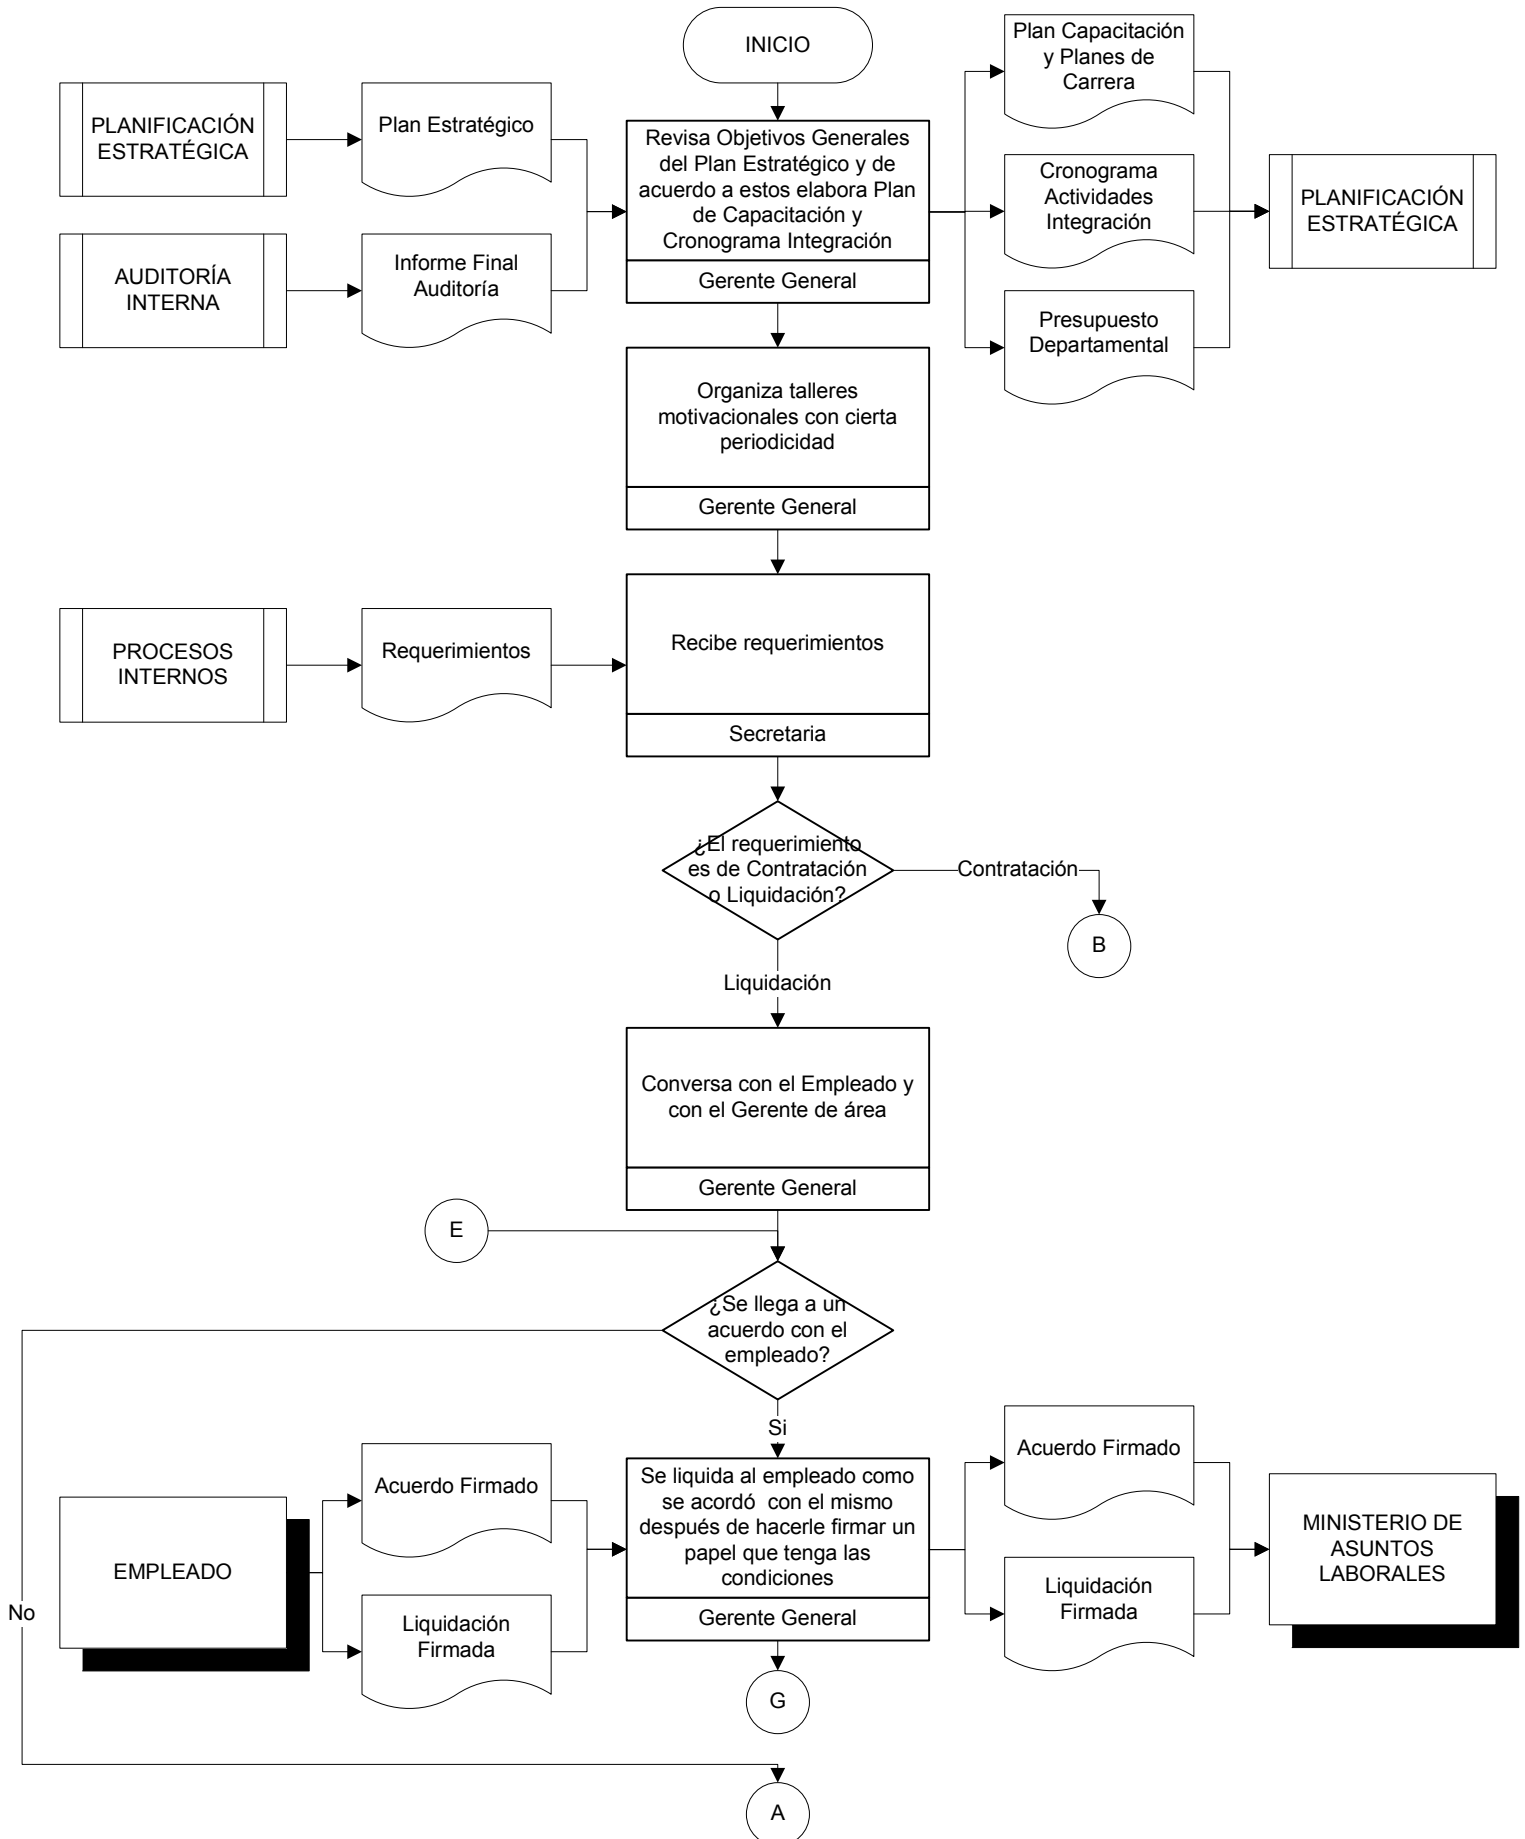 INICIO
Plan Capacitación
y Planes de
Carrera
PLANIFICACIÓN
ESTRATÉGICA
Plan Estratégico
Revisa Objetivos Generales
del Plan Estratégico y de
acuerdo a estos elabora Plan
de Capacitación y
Cronograma Integración
Gerente General
Cronograma
Actividades
Integración
PLANIFICACIÓN
ESTRATÉGICA
AUDITORÍA
INTERNA
Informe Final
Auditoría
Presupuesto
Departamental
Organiza talleres
motivacionales con cierta
periodicidad
Gerente General
PROCESOS
INTERNOS
Requerimientos
Recibe requerimientos
Secretaria
¿El requerimiento
es de Contratación
o Liquidación?
Contratación
B
Liquidación
Conversa con el Empleado y
con el Gerente de área
Gerente General
E
¿Se llega a un
acuerdo con el
empleado?
Si
No
EMPLEADO
Acuerdo Firmado
Liquidación
Firmada
Se liquida al empleado como
se acordó  con el mismo
después de hacerle firmar un
papel que tenga las
condiciones
Gerente General
Acuerdo Firmado
Liquidación
Firmada
MINISTERIO DE
ASUNTOS
LABORALES
G
A